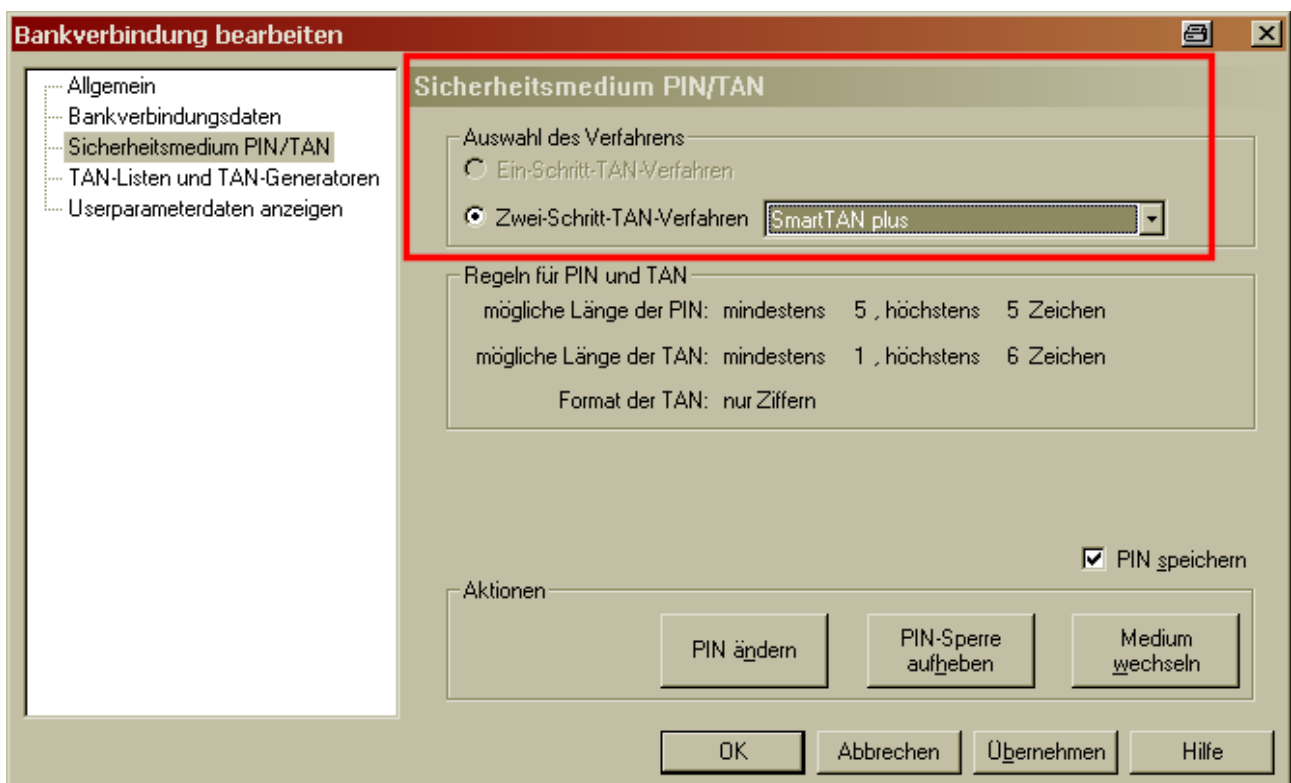 Bankverbindung bearbeiten
Allgemein
Bankverbindungsdaten
Sicherheitsmedium PIN/TAN
TAN-Listen und TAN-Generatoren
Userparameterdaten anzeigen
Sicherheitsmedium PIN/TAN
Auswahl des Verfahrens
Ein-Schritt-TAN-Verfahren
Zwei-Schritt-TAN-Verfahren SmartTAN plus
Regeln für PIN und TAN
mögliche Länge der PIN: mindestens 5 , höchstens 5 Zeichen
mögliche Länge der TAN: mindestens 1 , höchstens 6 Zeichen
Format der TAN: nur Ziffern
PIN speichern
Aktionen
PIN ändern
PIN-Sperre
aufheben
Medium
wechseln
OK Abbrechen Übernehmen Hilfe